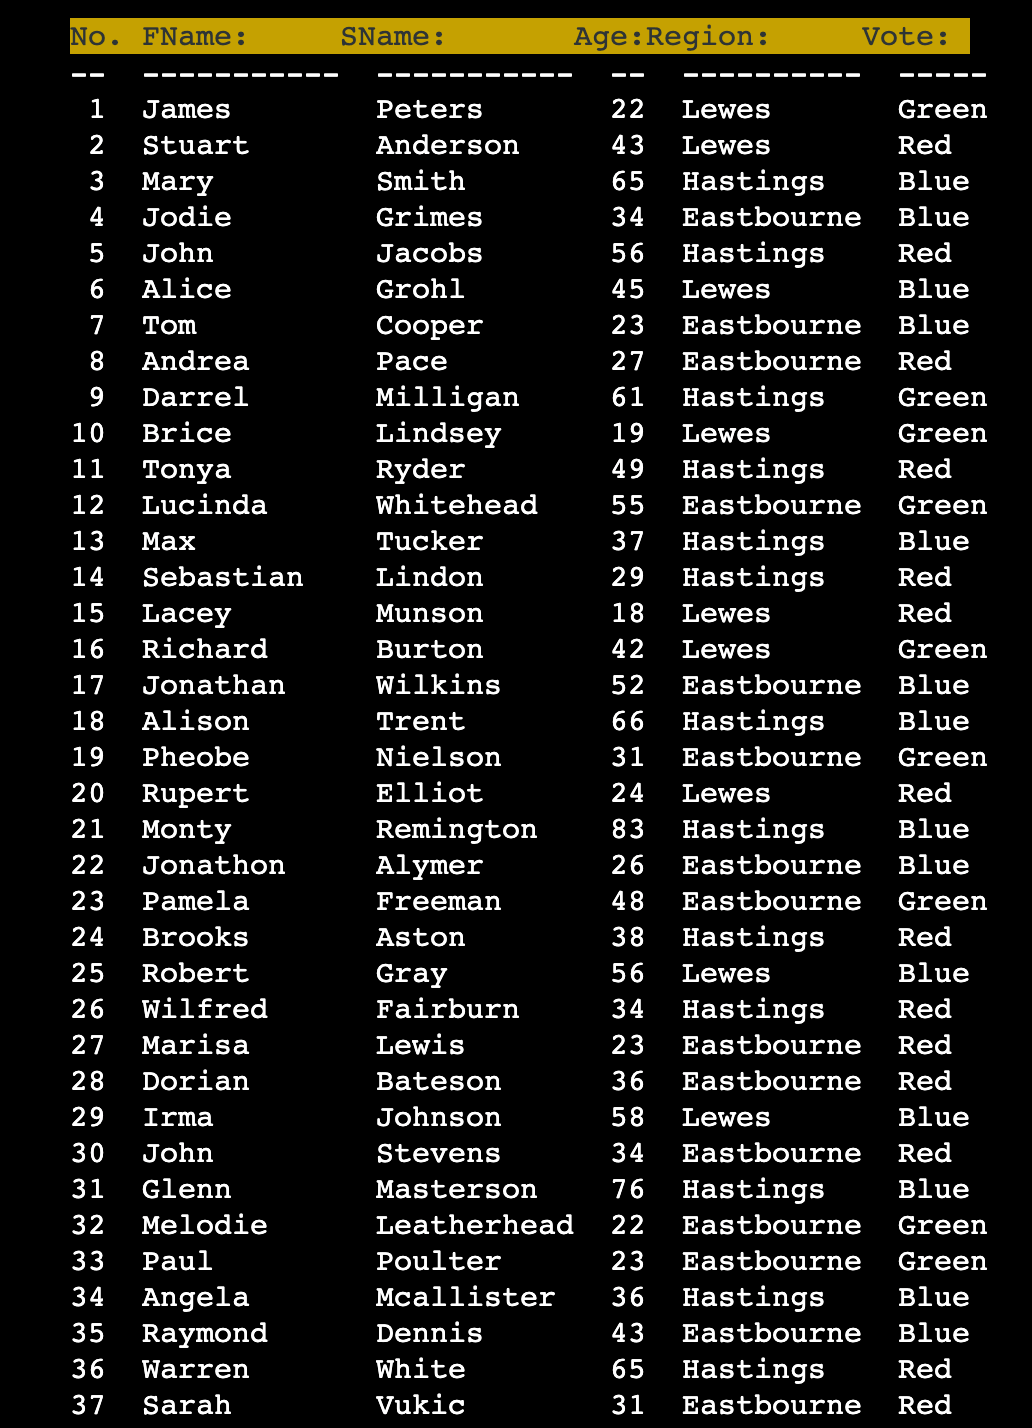 No. FName: SName: Age:Region: Vote:
-- ----------- ----------- -- ---------- -----
1 James Peters 22 Lewes Green
2 Stuart Anderson 43 Lewes Red
3 Mary Smith 65 Hastings Blue
4 Jodie Grimes 34 Eastbourne Blue
5 John Jacobs 56 Hastings Red
6 Alice Grohl 45 Lewes Blue
7 Tom Cooper 23 Eastbourne Blue
8 Andrea Pace 27 Eastbourne Red
9 Darrel Milligan 61 Hastings Green
10 Brice Lindsey 19 Lewes Green
11 Tonya Ryder 49 Hastings Red
12 Lucinda Whitehead 55 Eastbourne Green
13 Max Tucker 37 Hastings Blue
14 Sebastian Lindon 29 Hastings Red
15 Lacey Munson 18 Lewes Red
16 Richard Burton 42 Lewes Green
17 Jonathan Wilkins 52 Eastbourne Blue
18 Alison Trent 66 Hastings Blue
19 Pheobe Nielson 31 Eastbourne Green
20 Rupert Elliot 24 Lewes Red
21 Monty Remington 83 Hastings Blue
22 Jonathon Alymer 26 Eastbourne Blue
23 Pamela Freeman 48 Eastbourne Green
24 Brooks Aston 38 Hastings Red
25 Robert Gray 56 Lewes Blue
26 Wilfred Fairburn 34 Hastings Red
27 Marisa Lewis 23 Eastbourne Red
28 Dorian Bateson 36 Eastbourne Red
29 Irma Johnson 58 Lewes Blue
30 John Stevens 34 Eastbourne Red
31 Glenn Masterson 76 Hastings Blue
32 Melodie Leatherhead 22 Eastbourne Green
33 Paul Poulter 23 Eastbourne Green
34 Angela Mcallister 36 Hastings Blue
35 Raymond Dennis 43 Eastbourne Blue
36 Warren White 65 Hastings Red
37 Sarah Vukic 31 Eastbourne Red